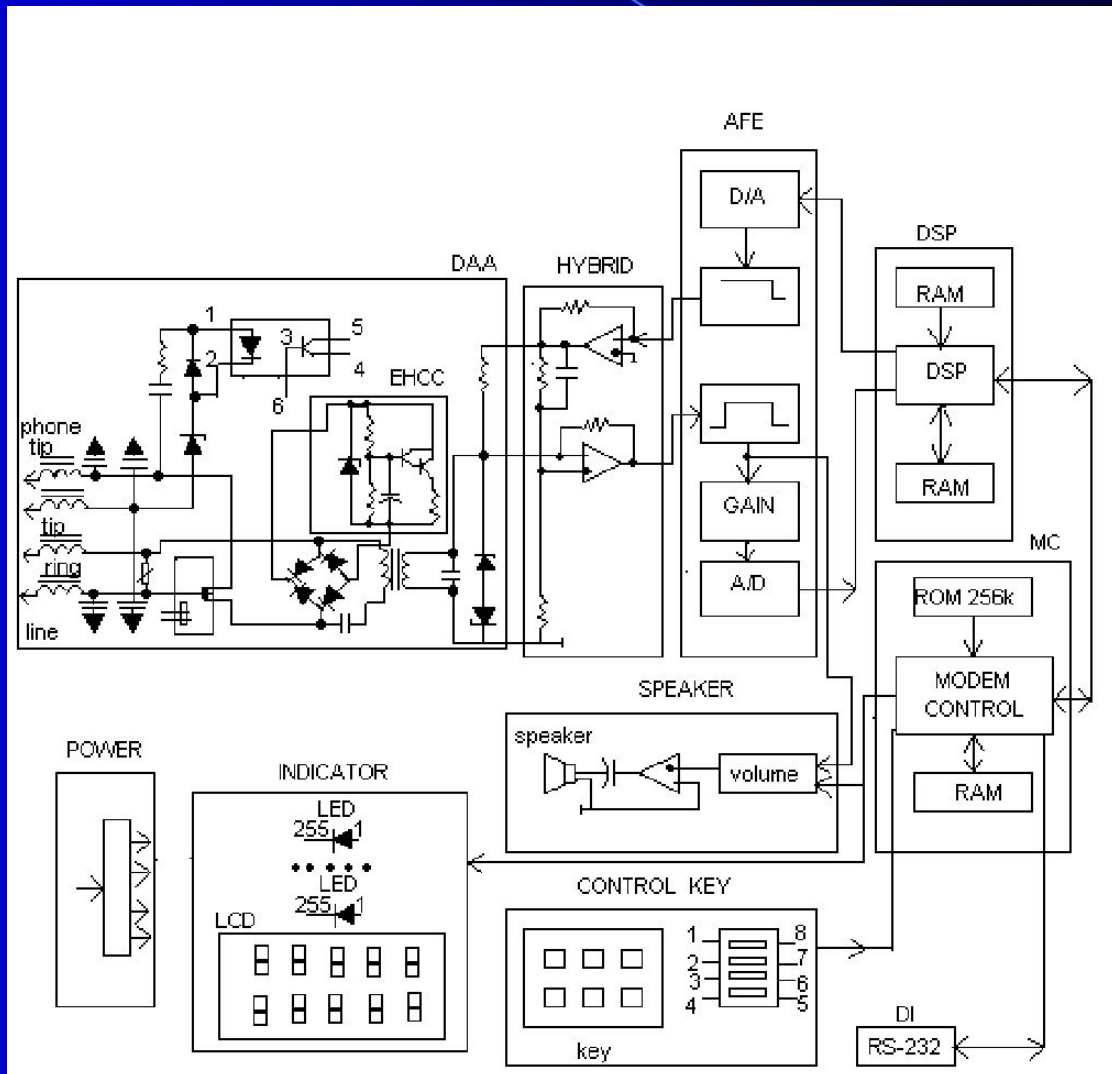 AFE
D/A
DSP
DAA
HYBRID
RAM
1
3
5
2
4
DSP
EHCC
6
phone
tip
RAM
GAIN
tip
MC
ring
A/D
ROM 256k
line
SPEAKER
MODEM
CONTROL
speaker
POWER
volume
INDICATOR
RAM
LED
255 1
LED
CONTROL KEY
255 1
LCD
1 8
2 7
3 6
4 5
DI
key
RS-232